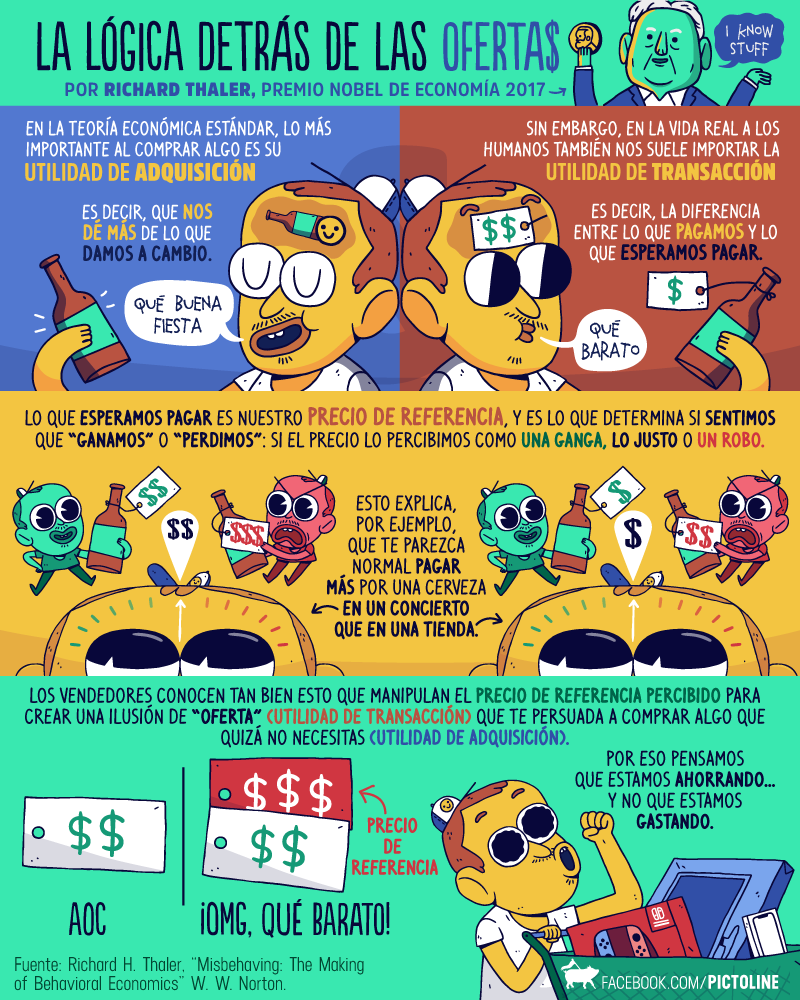 LA LÓGICA DETRÁS DE LAS OFERTA$
POR RICHARD THALER, PREMIO NOBEL DE ECONOMÍA 2017
I KNOW
STUFF
EN LA TEORÍA ECONÓMICA ESTÁNDAR, LO MÁS
IMPORTANTE AL COMPRAR ALGO ES SU
UTILIDAD DE ADQUISICIÓN
ES DECIR, QUE NOS
DÉ MÁS DE LO QUE
DAMOS A CAMBIO.
QUÉ BUENA
FIESTA
SIN EMBARGO, EN LA VIDA REAL A LOS
HUMANOS TAMBIÉN NOS SUELE IMPORTAR LA
UTILIDAD DE TRANSACCIÓN
$$
ES DECIR, LA DIFERENCIA
ENTRE LO QUE PAGAMOS Y LO
QUE ESPERAMOS PAGAR.
$
QUÉ
BARATO
LO QUE ESPERAMOS PAGAR ES NUESTRO PRECIO DE REFERENCIA, Y ES LO QUE DETERMINA SI SENTIMOS
QUE "GANAMOS" O "PERDIMOS": SI EL PRECIO LO PERCIBIMOS COMO UNA GANGA, LO JUSTO O UN ROBO.
$$
$$
$$$
ESTO EXPLICA,
POR EJEMPLO,
QUE TE PAREZCA
NORMAL PAGAR
MÁS POR UNA CERVEZA
EN UN CONCIERTO
QUE EN UNA TIENDA.
$
$
$$
LOS VENDEDORES CONOCEN TAN BIEN ESTO QUE MANIPULAN EL PRECIO DE REFERENCIA PERCIBIDO PARA
CREAR UNA ILUSIÓN DE "OFERTA" (UTILIDAD DE TRANSACCIÓN) QUE TE PERSUADA A COMPRAR ALGO QUE
QUIZÁ NO NECESITAS (UTILIDAD DE ADQUISICIÓN).
$$
AOC
$$$
$$
PRECIO
DE
REFERENCIA
¡OMG, QUÉ BARATO!
POR ESO PENSAMOS
QUE ESTAMOS AHORRANDO...
Y NO QUE ESTAMOS
GASTANDO.
Fuente: Richard H. Thaler, "Misbehaving: The Making
of Behavioral Economics" W. W. Norton.
FACEBOOK.COM/PICTOLINE